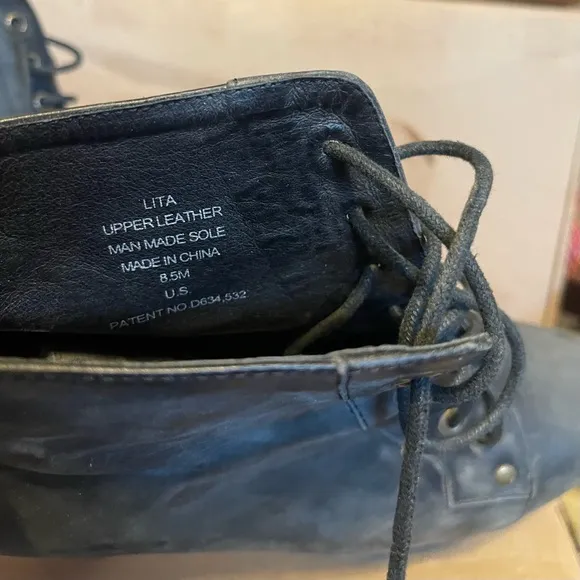 LITA
UPPER LEATHER
MAN MADE SOLE
MADE IN CHINA
8.5M
U.S
PATENT NO.D634,532